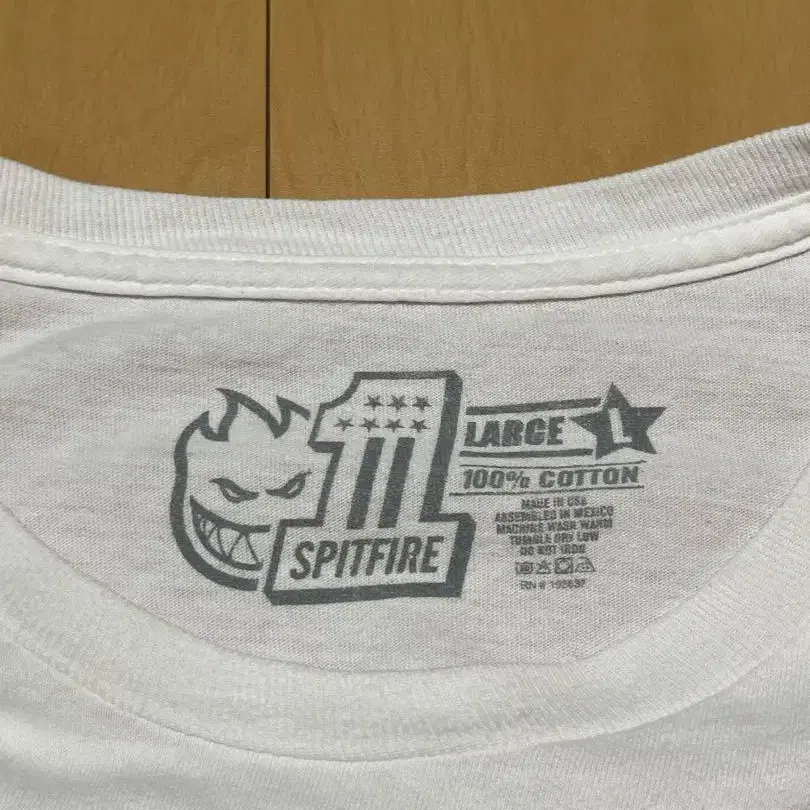 SPITFIRE
LARGE L
100% COTTON
MADE IN USA
ASSEMBLED IN MEXICO
MACHINE WASH WARM
TUMBLE DRY LOW
DO NOT IRON
RN #